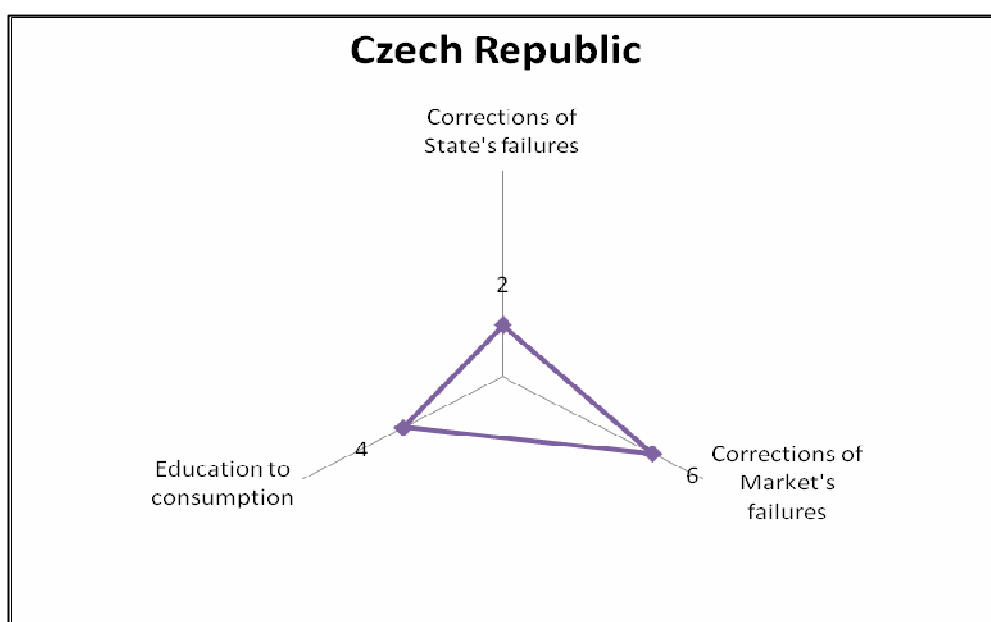 Czech Republic
Corrections of
State's failures
2
4
Education to
consumption
6
Corrections of
Market's
failures